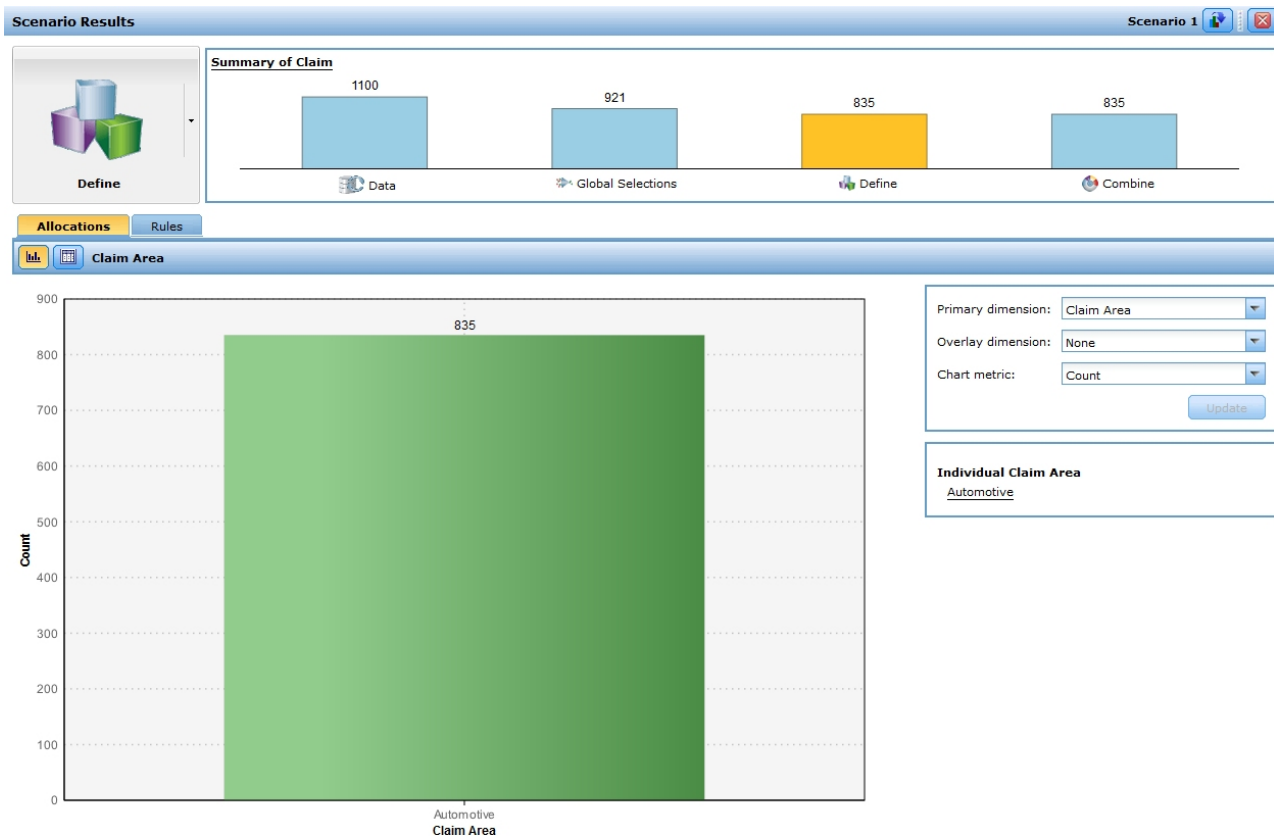 Scenario Results
Scenario 1
Define
Summary of Claim
1100
921
835
835
Data
Global Selections
Define
Combine
Allocations
Rules
Claim Area
900
800
700
600
500
400
300
200
100
0
Count
835
Automotive
Claim Area
Primary dimension: Claim Area
Overlay dimension: None
Chart metric: Count
Update
Individual Claim Area
Automotive